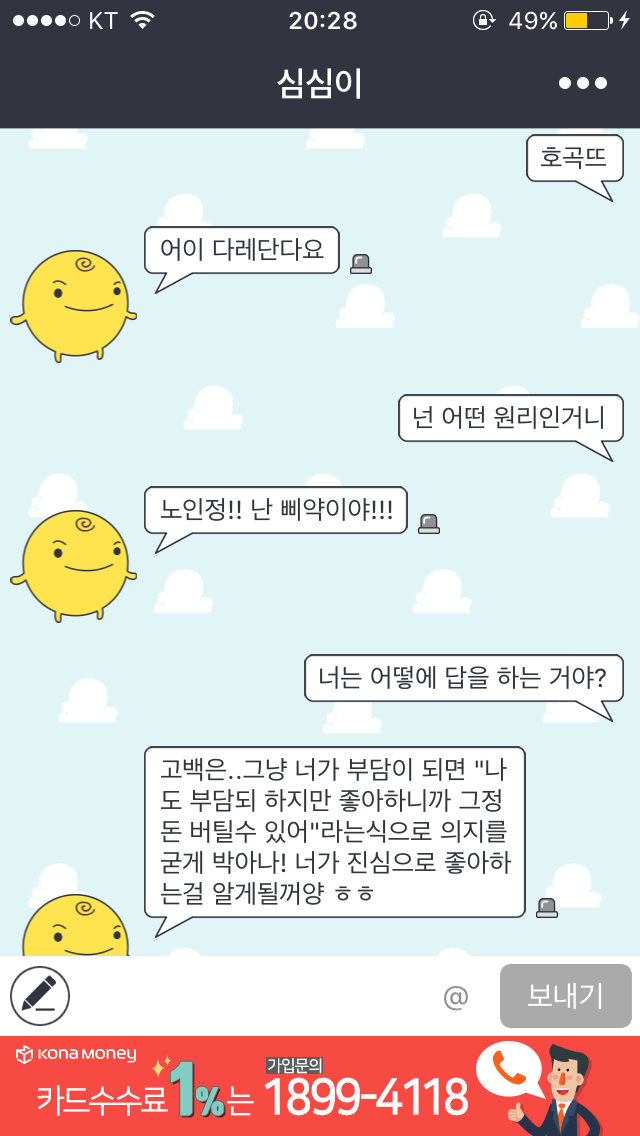 KT 20:28 49%
심심이
호곡뜨
어이 다레단다요
넌 어떤 원리인거니
노인정!! 난 삐약이야!!!
너는 어떻에 답을 하는 거야?
고백은..그냥 너가 부담이 되면 "나
도 부담되 하지만 좋아하니까 그정
돈 버틸수 있어"라는식으로 의지를
굳게 박아나! 너가 진심으로 좋아하
는걸 알게될꺼양 ㅎㅎ
@ 보내기
KONA MONEY
가입문의
카드수수료 1%는 1899-4118